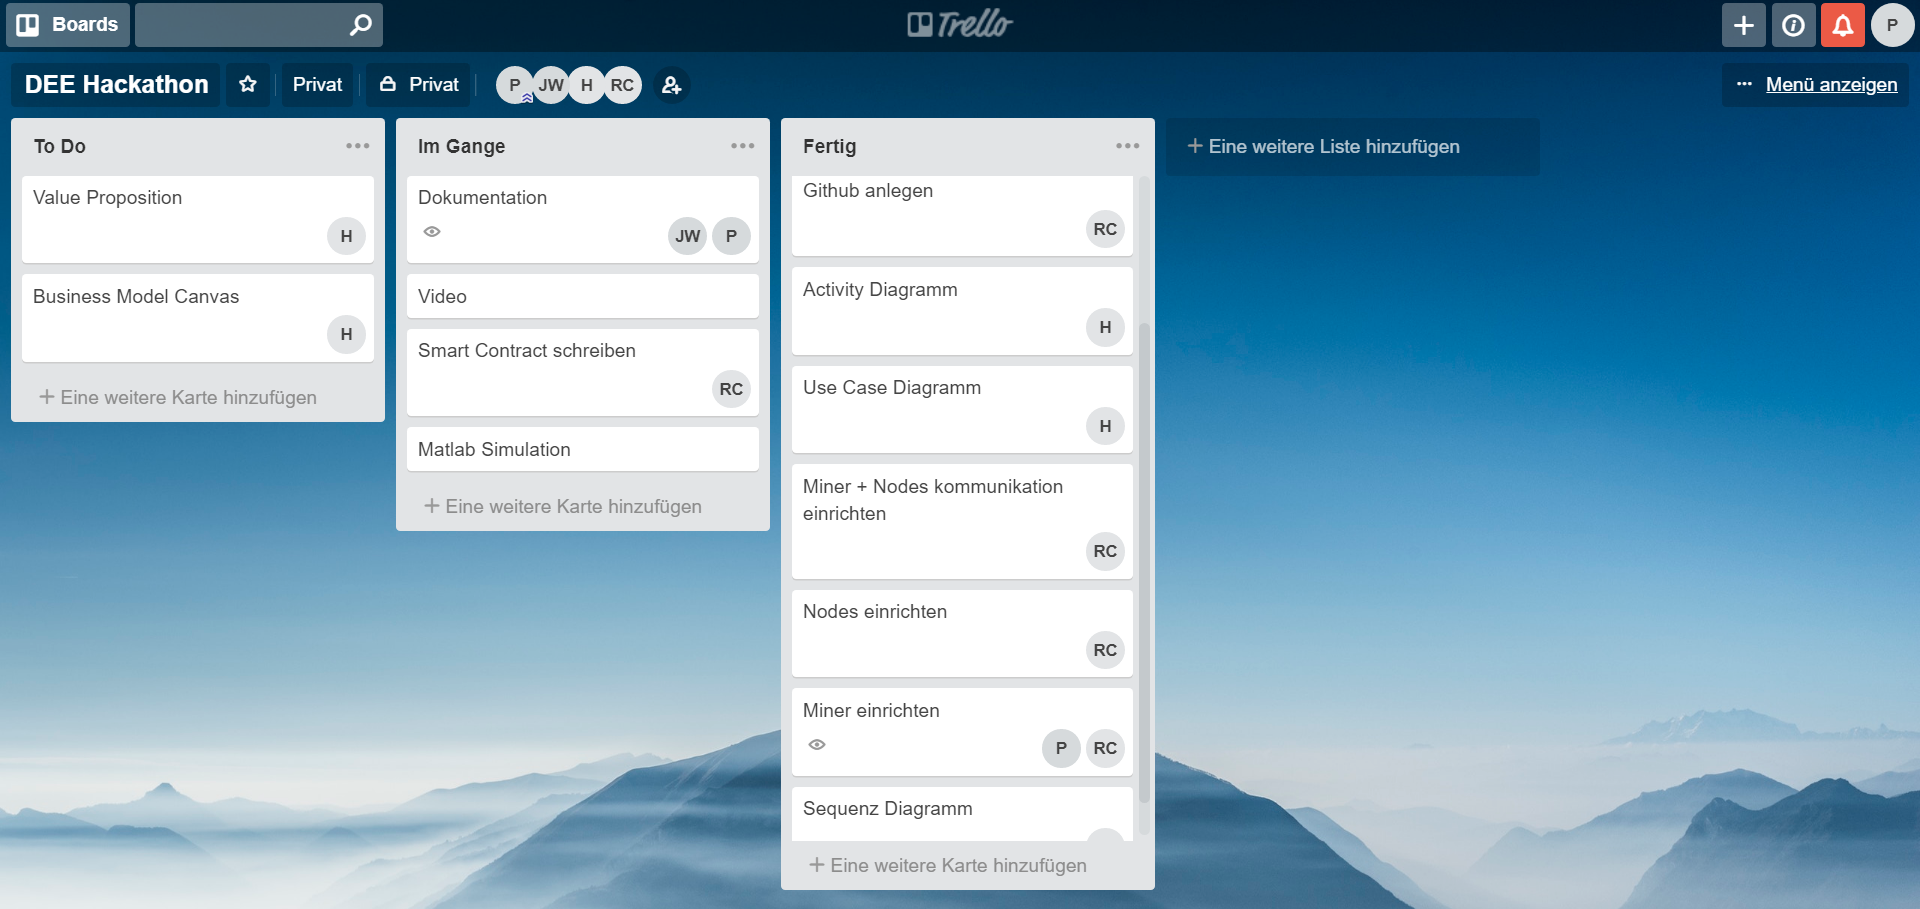 Boards
Trello
P
DEE Hackathon
Privat
Privat
P JW H RC
Menü anzeigen
To Do
Value Proposition
H
Business Model Canvas
H
Eine weitere Karte hinzufügen
Im Gange
Dokumentation
JW P
Video
Smart Contract schreiben
RC
Matlab Simulation
Eine weitere Karte hinzufügen
Fertig
Github anlegen
RC
Activity Diagramm
H
Use Case Diagramm
H
Miner + Nodes kommunikation
einrichten
RC
Nodes einrichten
RC
Miner einrichten
P RC
Sequenz Diagramm
Eine weitere Karte hinzufügen
Eine weitere Liste hinzufügen